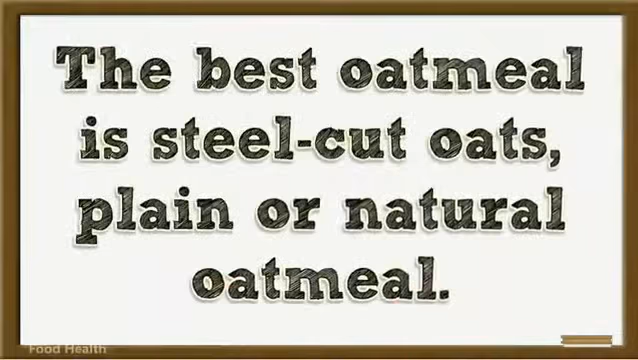 The best oatmeal
is steel-cut oats,
plain or natural
oatmeal.
Food Health